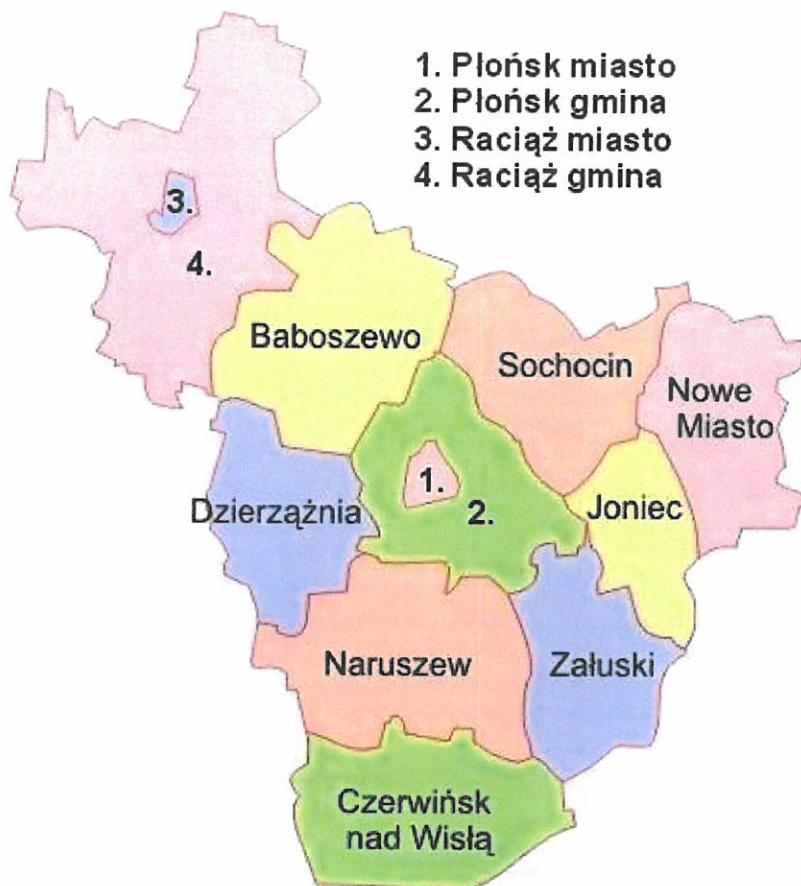 1. Płońsk miasto
2. Płońsk gmina
3. Raciąż miasto
4. Raciąż gmina
3.
4.
Baboszewo
Sochocin
Nowe
Miasto
1.
2.
Dzierzążnia
Joniec
Naruszew
Załuski
Czerwińsk
nad Wisłą